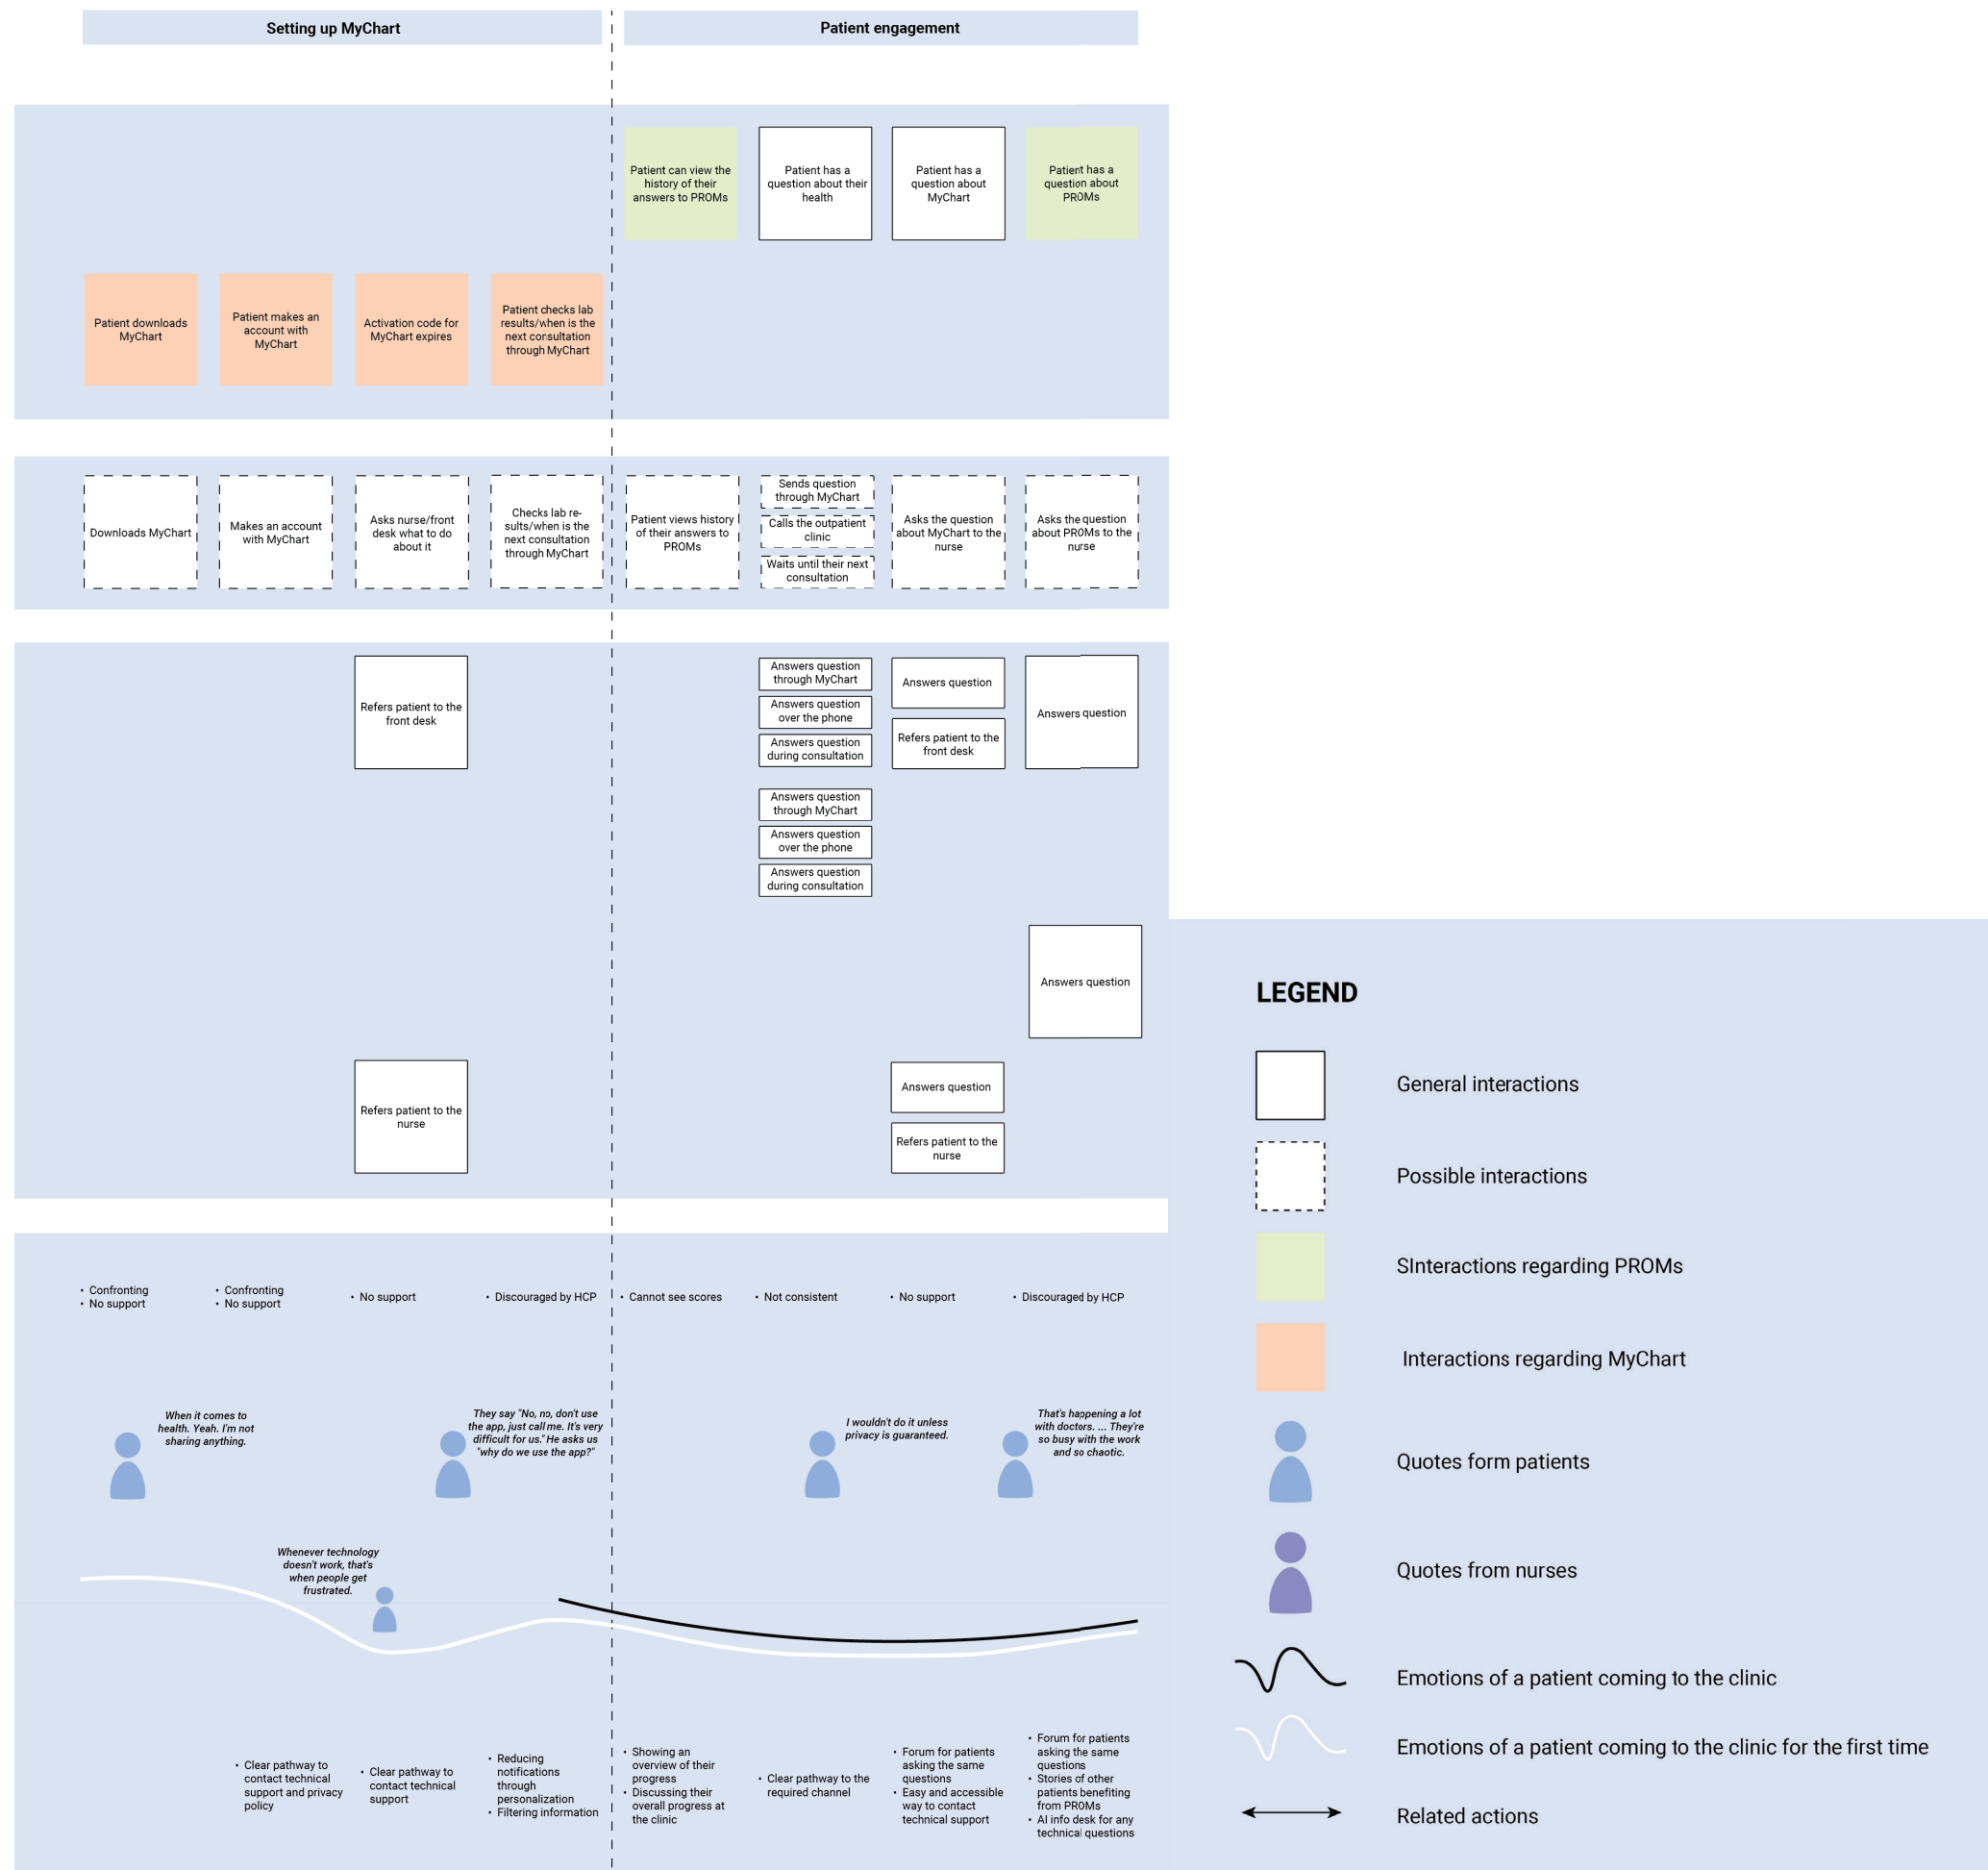 Setting up MyChart
Patient engagement
Patient can view the
history of their
answers to PROMs
Patient has a
question about their
health
Patient has a
question about
MyChart
Patient has a
question about
PROMs
Patient downloads
MyChart
Patient makes an
account with
MyChart
Activation code for
MyChart expires
Patient checks lab
results/when is the
next consultation
through MyChart
Downloads MyChart
Makes an account
with MyChart
Asks nurse/front
desk what to do
about it
Checks lab re-
sults/when is the
next consultation
through MyChart
Patient views history
of their answers to
PROMs
Sends question
through MyChart
Calls the outpatient
clinic
Waits until their next
consultation
Asks the question
about MyChart to the
nurse
Asks the question
about PROMs to the
nurse
Refers patient to the
front desk
Answers question
through MyChart
Answers question
over the phone
Answers question
during consultation
Answers question
Refers patient to the
front desk
Answers question
Answers question
through MyChart
Answers question
over the phone
Answers question
during consultation
Answers question
Refers patient to the
nurse
Answers question
Refers patient to the
nurse
• Confronting
• No support
• Confronting
• No support
• No support
• Discouraged by HCP
• Cannot see scores
• Not consistent
• No support
• Discouraged by HCP
When it comes to
health. Yeah. I'm not
sharing anything.
They say "No, no, don't use
the app, just call me. It's very
difficult for us." He asks us
"why do we use the app?"
I wouldn't do it unless
privacy is guaranteed.
That's happening a lot
with doctors. ... They're
so busy with the work
and so chaotic.
Whenever technology
doesn't work, that's
when people get
frustrated.
• Clear pathway to
contact technical
support and privacy
policy
• Clear pathway to
contact technical
support
• Reducing
notifications
through
personalization
• Filtering information
• Showing an
overview of their
progress
• Discussing their
overall progress at
the clinic
• Clear pathway to the
required channel
• Forum for patients
asking the same
questions
• Easy and accessible
way to contact
technical support
• Forum for patients
asking the same
questions
• Stories of other
patients benefiting
from PROMs
• AI info desk for any
technical questions
LEGEND
General interactions
Possible interactions
SInteractions regarding PROMs
Interactions regarding MyChart
Quotes form patients
Quotes from nurses
Emotions of a patient coming to the clinic
Emotions of a patient coming to the clinic for the first time
Related actions